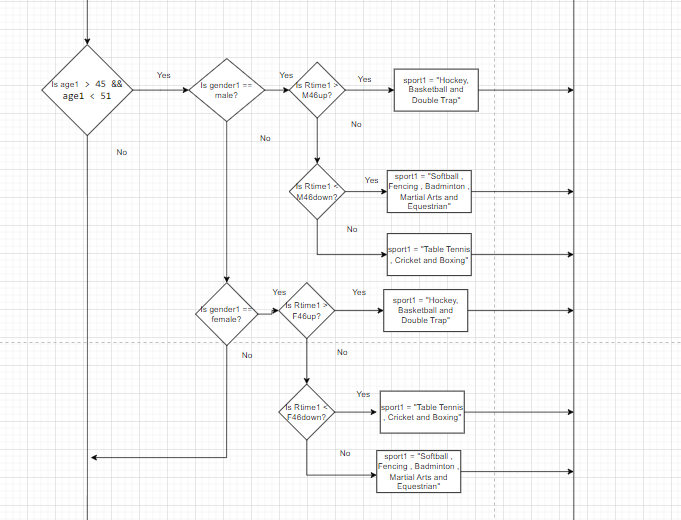 Is age1 > 45 &&
age1 < 51
Yes
Is gender1 ==
male?
Yes
Is Rtime1 >
M46up?
Yes
sport1 = "Hockey,
Basketball and
Double Trap"
No
No
No
Is Rtime1 <
M46down?
Yes
sport1 = "Softball ,
Fencing , Badminton ,
Martial Arts and
Equestrian"
No
sport1 = "Table Tennis
, Cricket and Boxing"
Is gender1 ==
female?
Yes
Is Rtime1 >
F46up?
Yes
sport1 = "Hockey,
Basketball and
Double Trap"
No
No
Is Rtime1 <
F46down?
Yes
sport1 = "Table Tennis
, Cricket and Boxing"
No
sport1 = "Softball ,
Fencing , Badminton ,
Martial Arts and
Equestrian"